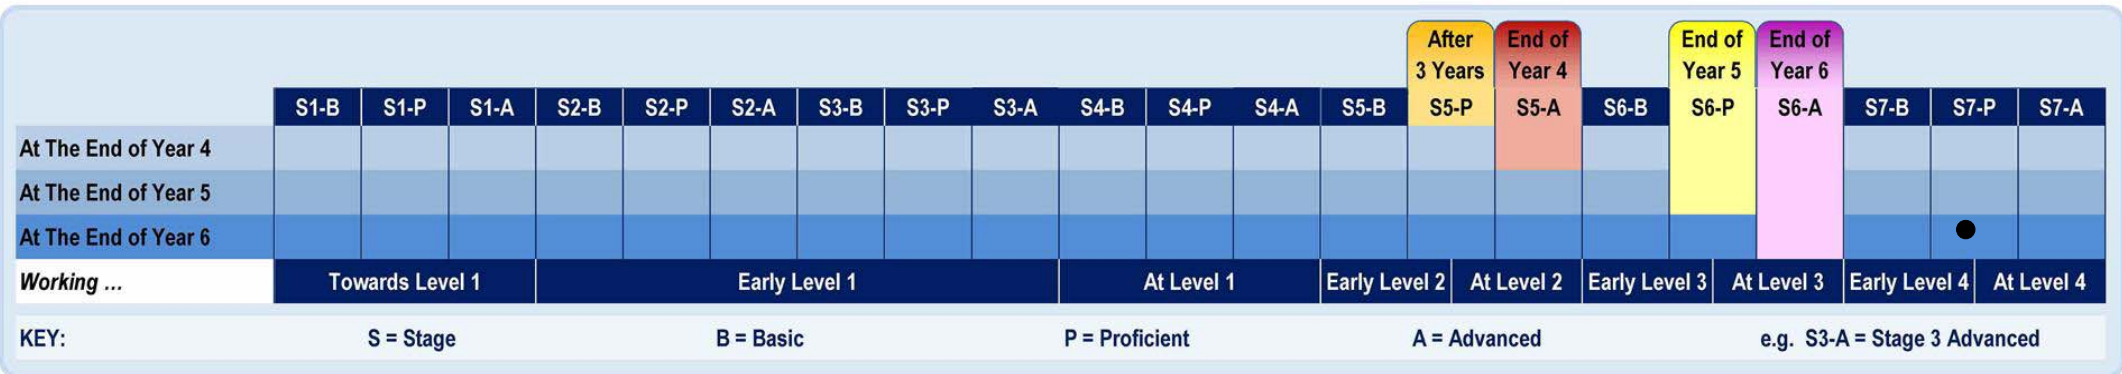 After End of End of End of
3 Years Year 4 Year 5 Year 6
S1-B S1-P S1-A S2-B S2-P S2-A S3-B S3-P S3-A S4-B S4-P S4-A S5-B S5-P S5-A S6-B S6-P S6-A S7-B S7-P S7-A
At The End of Year 4
At The End of Year 5
At The End of Year 6
Working ... Towards Level 1 Early Level 1 At Level 1 Early Level 2 At Level 2 Early Level 3 At Level 3 Early Level 4 At Level 4
KEY: S = Stage B = Basic P = Proficient A = Advanced e.g. S3-A = Stage 3 Advanced